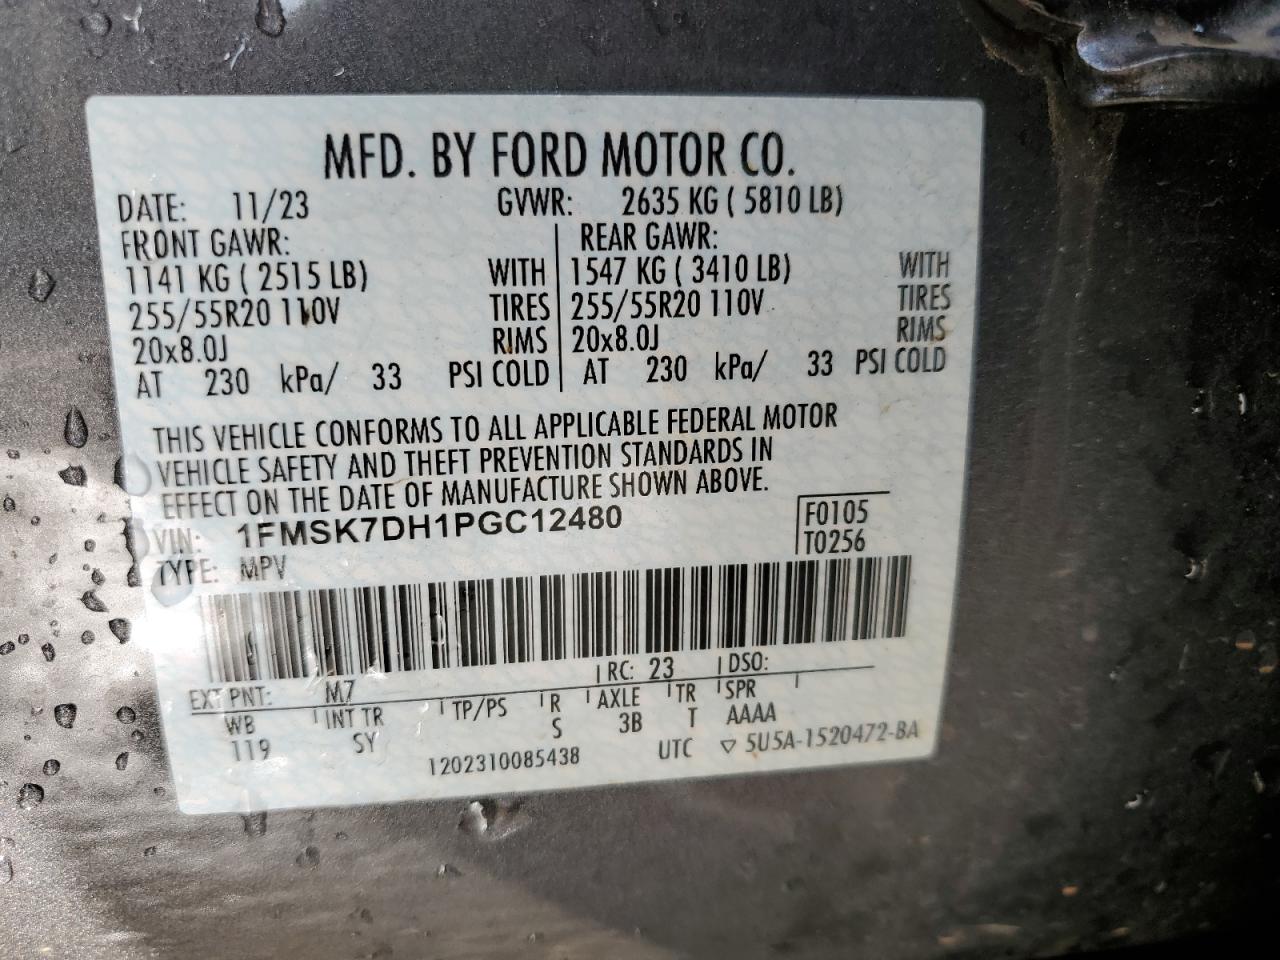 MFD. BY FORD MOTOR CO.
DATE: 11/23 GVWR: 2635 KG ( 5810 LB)
FRONT GAWR: REAR GAWR:
1141 KG ( 2515 LB) WITH 1547 KG ( 3410 LB) WITH
255/55R20 110V TIRES 255/55R20 110V TIRES
20x8.0J RIMS 20x8.0J RIMS
AT 230 kPa/ 33 PSI COLD AT 230 kPa/ 33 PSI COLD
THIS VEHICLE CONFORMS TO ALL APPLICABLE FEDERAL MOTOR
VEHICLE SAFETY AND THEFT PREVENTION STANDARDS IN
EFFECT ON THE DATE OF MANUFACTURE SHOWN ABOVE.
VIN: 1FMSK7DH1PGC12480 F0105
TYPE: MPV T0256
EXT PNT: M7 RC: 23 DSO:
WB INT TR TP/PS R AXLE TR SPR
119 SY S 3B T AAAA
1202310085438 UTC ▽ 5U5A-1520472-BA